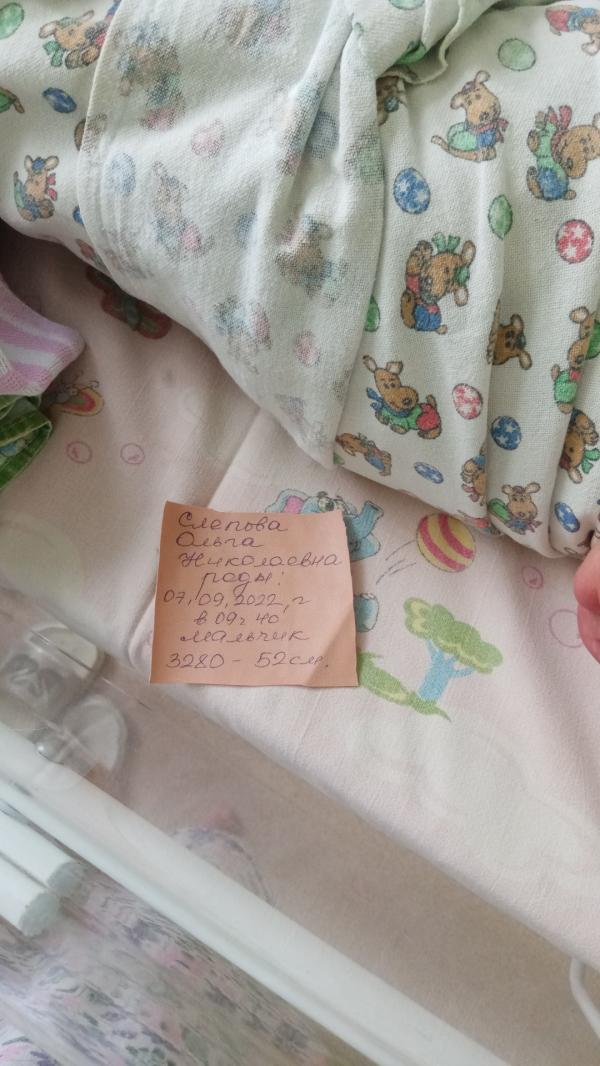 Слепова
Ольга
Николаевна
роды:
07,09,2022,г
в 09ч 40
мальчик
3280 - 52см.